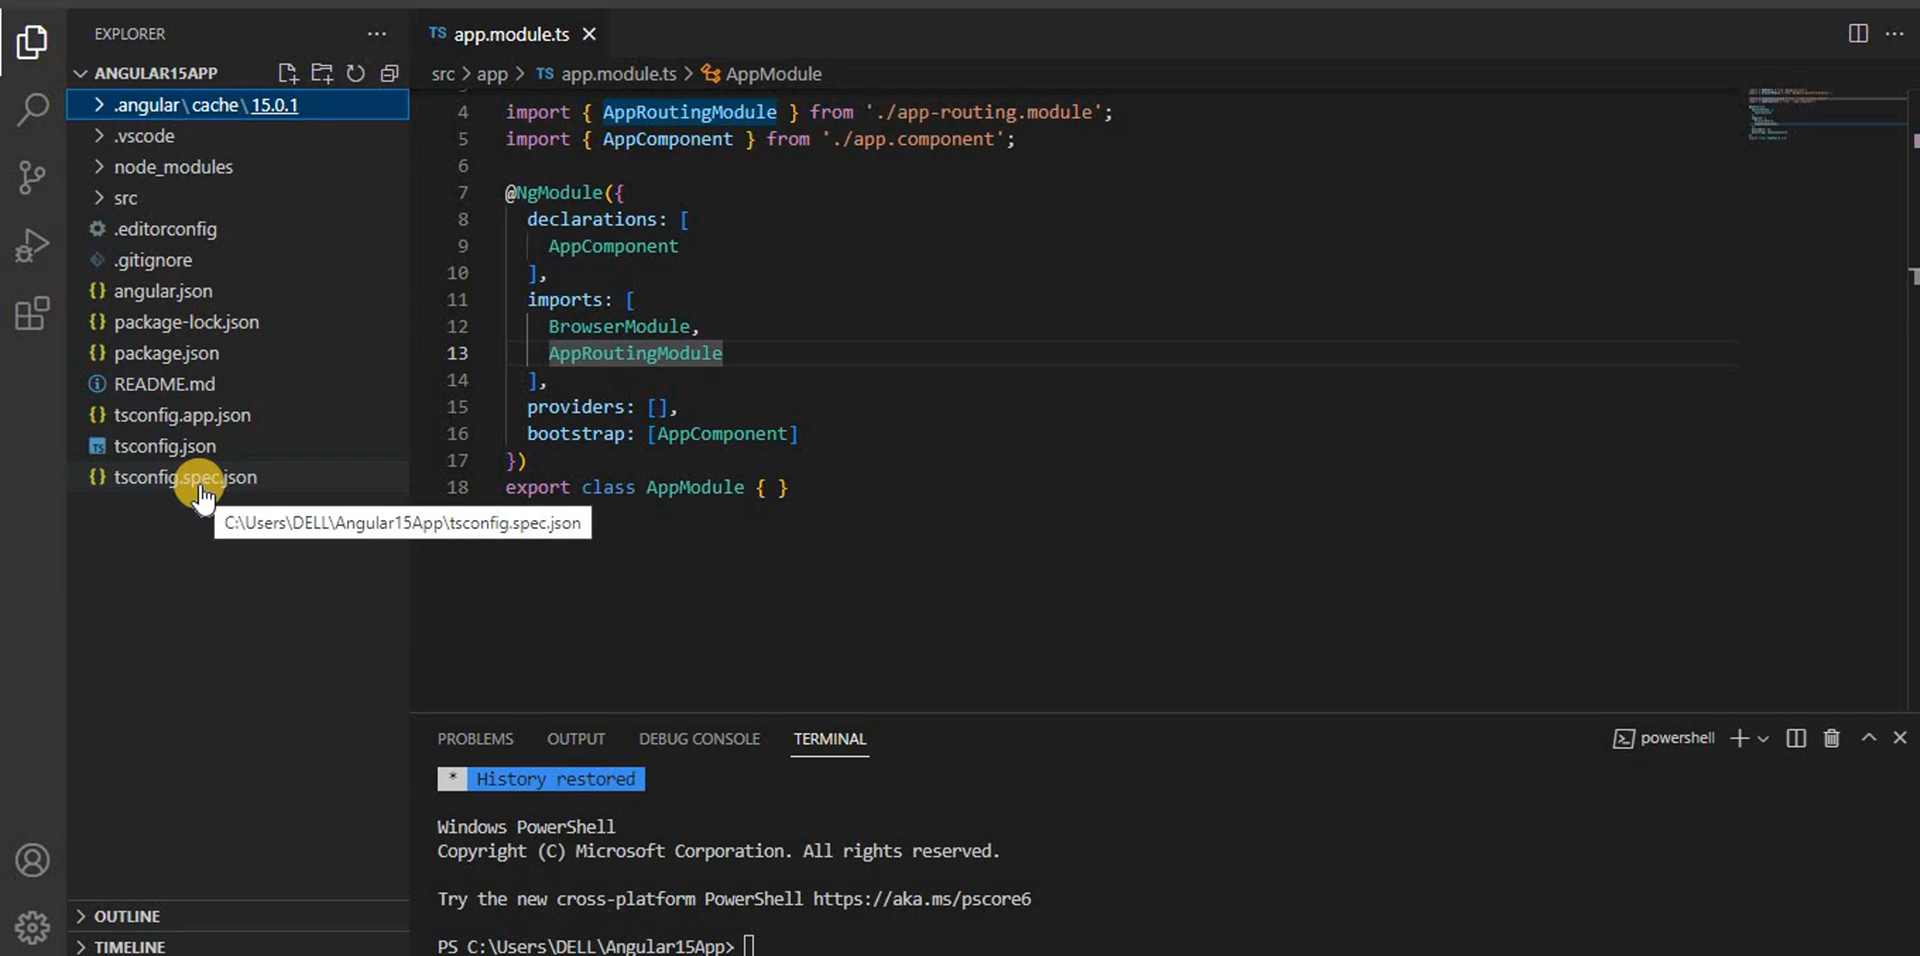 EXPLORER
ANGULAR15APP
.angular\cache\15.0.1
.vscode
node_modules
src
.editorconfig
.gitignore
{} angular.json
{} package-lock.json
{} package.json
README.md
{} tsconfig.app.json
TS tsconfig.json
{} tsconfig.spec.json
C:\Users\DELL\Angular15App\tsconfig.spec.json
OUTLINE
TIMELINE
TS app.module.ts
src > app > TS app.module.ts > AppModule
4 import { AppRoutingModule } from './app-routing.module';
5 import { AppComponent } from './app.component';
6
7 @NgModule({
8 declarations: [
9 AppComponent
10 ],
11 imports: [
12 BrowserModule,
13 AppRoutingModule
14 ],
15 providers: [],
16 bootstrap: [AppComponent]
17 })
18 export class AppModule { }
PROBLEMS OUTPUT DEBUG CONSOLE TERMINAL powershell
* History restored
Windows PowerShell
Copyright (C) Microsoft Corporation. All rights reserved.
Try the new cross-platform PowerShell https://aka.ms/pscore6
PS C:\Users\DELL\Angular15App>